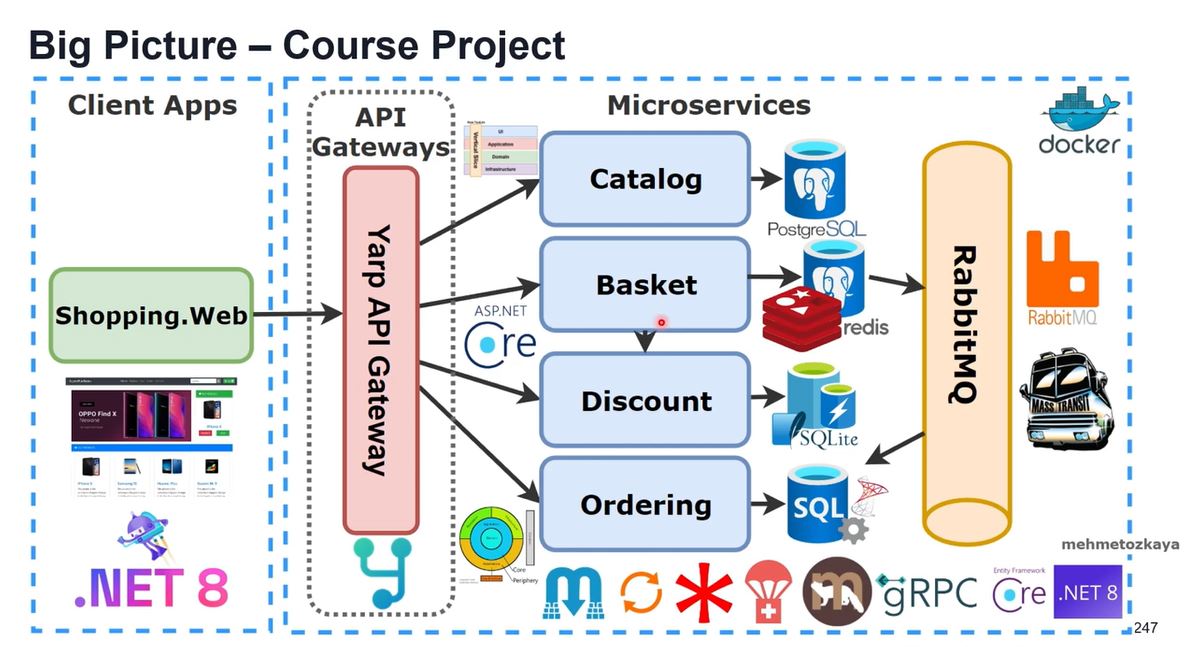 Big Picture – Course Project
Client Apps
Shopping.Web
OPPO Find X
.NET 8
API
Gateways
Yarp API Gateway
Microservices
UI
Application
Domain
Infrastructure
Vertical Slice
Catalog
PostgreSQL
Basket
redis
ASP.NET
Core
Discount
SQLite
Ordering
SQL
Core
Periphery
RabbitMQ
docker
RabbitMQ
MASS TRANSIT
mehmetozkaya
m
gRPC
Entity Framework
Core
.NET 8
247